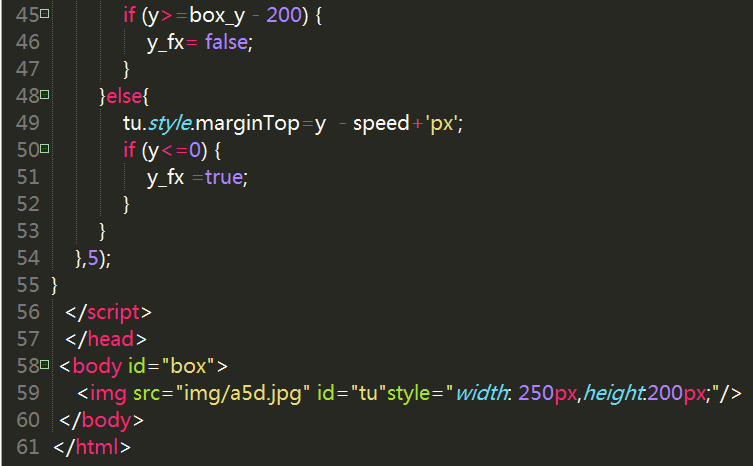 45 if (y>=box_y - 200) {
46 y_fx= false;
47 }
48 }else{
49 tu.style.marginTop=y - speed+'px';
50 if (y<=0) {
51 y_fx =true;
52 }
53 }
54 },5);
55 }
56 </script>
57 </head>
58 <body id="box">
59 <img src="img/a5d.jpg" id="tu"style="width: 250px,height:200px;"/>
60 </body>
61 </html>